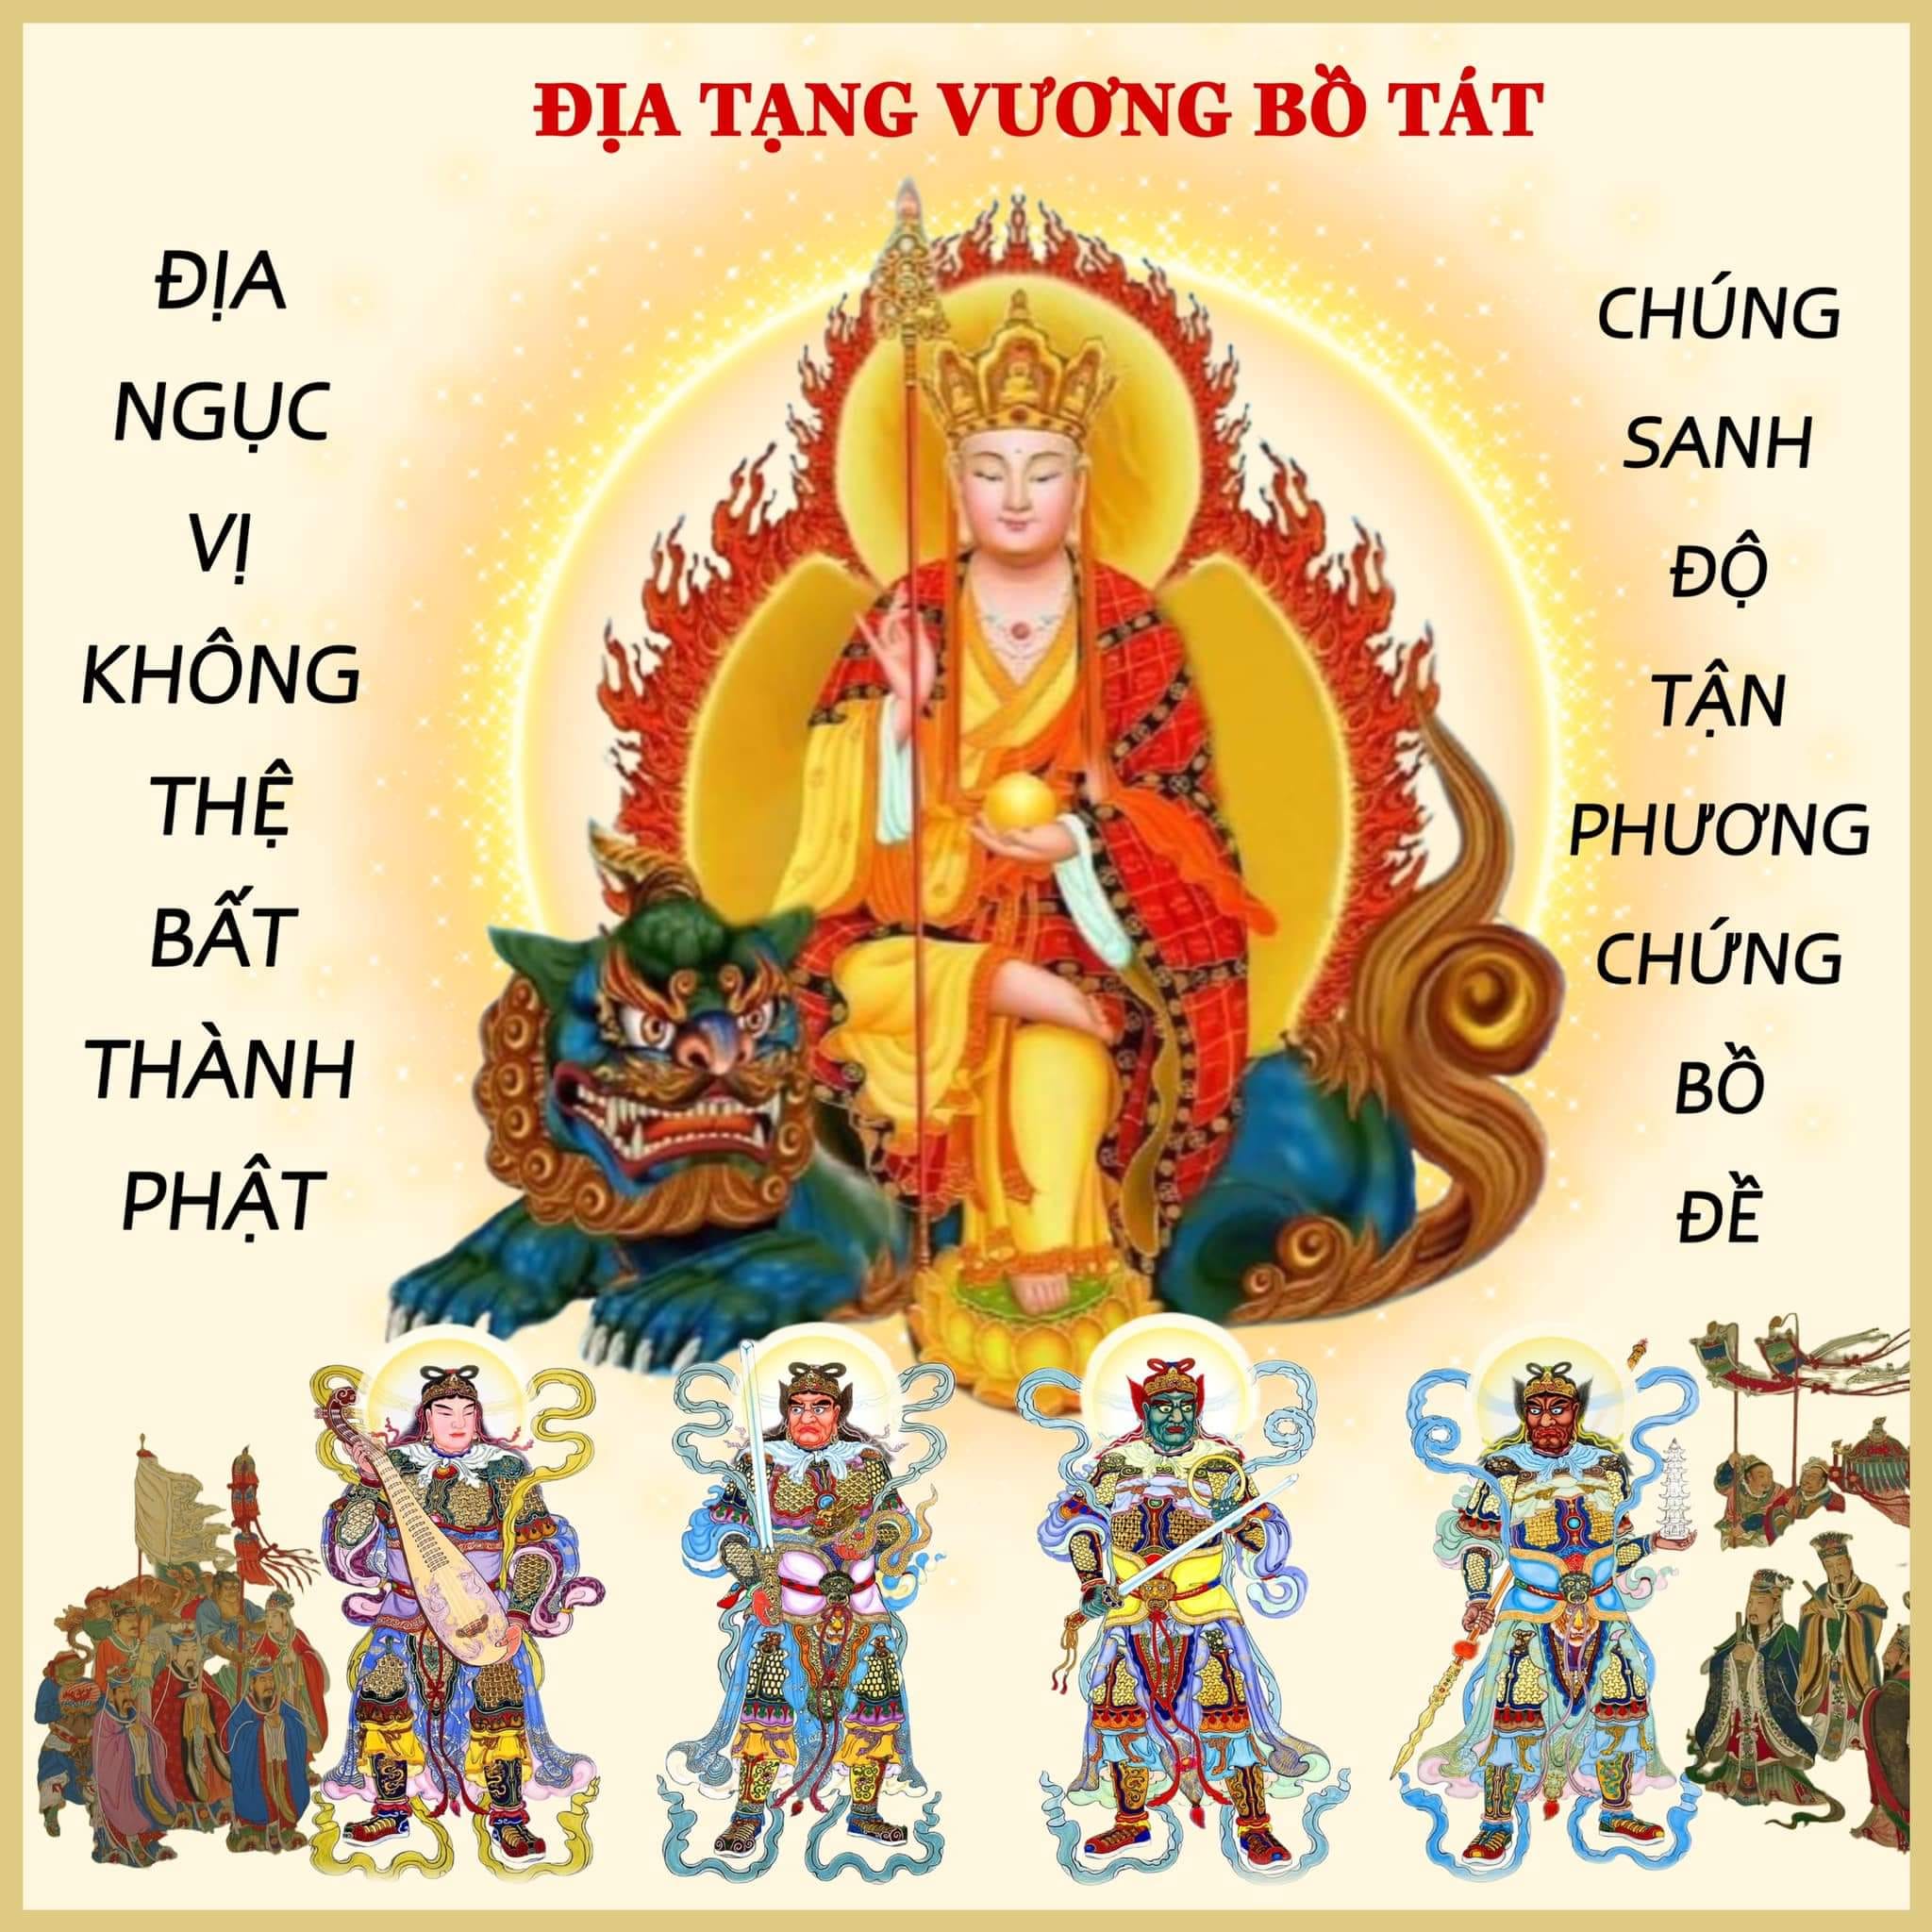 ĐỊA TẠNG VƯƠNG BỒ TÁT
ĐỊA
NGỤC
VỊ
KHÔNG
THỆ
BẤT
THÀNH
PHẬT
CHÚNG
SANH
ĐỘ
TẬN
PHƯƠNG
CHỨNG
BỒ
ĐỀ